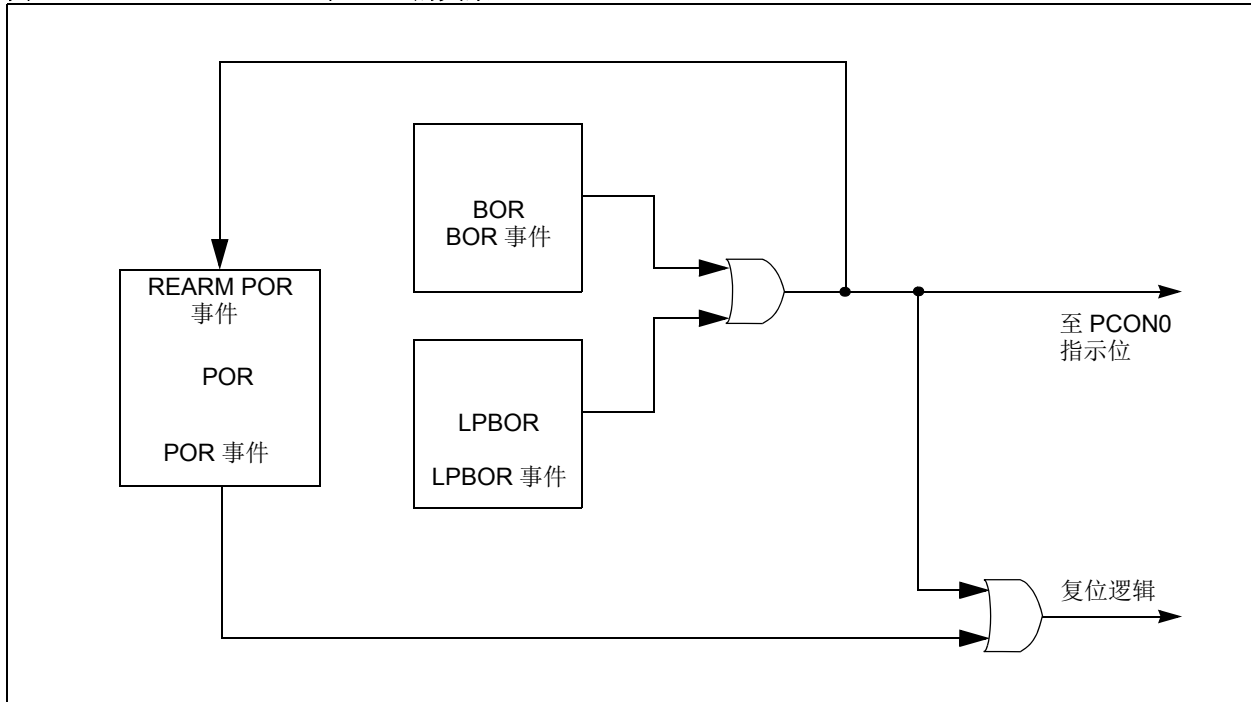 BOR
BOR 事件
REARM POR
事件
POR
POR 事件
LPBOR
LPBOR 事件
至 PCON0
指示位
复位逻辑